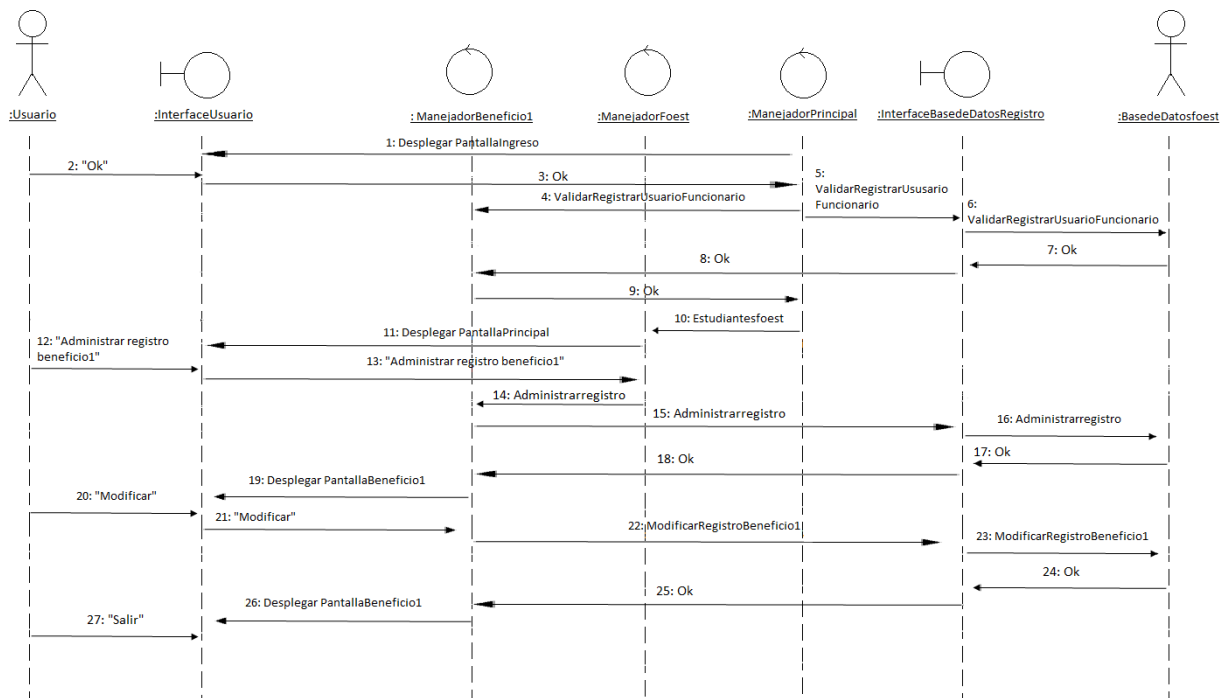 :Usuario
:InterfaceUsuario
: ManejadorBeneficio1
:ManejadorFoest
:ManejadorPrincipal
:InterfaceBasedeDatosRegistro
:BasedeDatosfoest
1: Desplegar PantallaIngreso
2: "Ok"
3: Ok
4: ValidarRegistrarUsuarioFuncionario
5:
ValidarRegistrarUsusario
Funcionario
6:
ValidarRegistrarUsuarioFuncionario
7: Ok
8: Ok
9: Ok
10: Estudiantesfoest
11: Desplegar PantallaPrincipal
12: "Administrar registro
beneficio1"
13: "Administrar registro beneficio1"
14: Administrarregistro
15: Administrarregistro
16: Administrarregistro
17: Ok
18: Ok
19: Desplegar PantallaBeneficio1
20: "Modificar"
21: "Modificar"
22: ModificarRegistroBeneficio1
23: ModificarRegistroBeneficio1
24: Ok
25: Ok
26: Desplegar PantallaBeneficio1
27: "Salir"